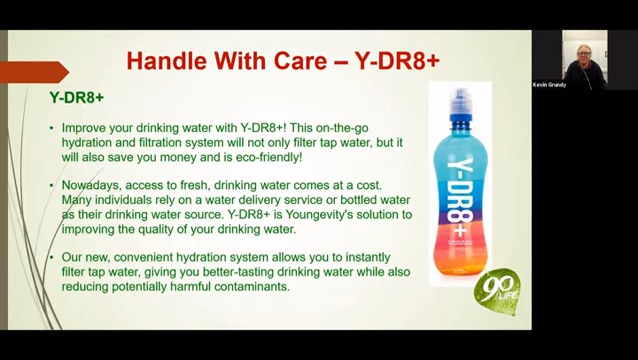 Handle With Care – Y-DR8+
Y-DR8+
• Improve your drinking water with Y-DR8+! This on-the-go
hydration and filtration system will not only filter tap water, but it
will also save you money and is eco-friendly!
• Nowadays, access to fresh, drinking water comes at a cost.
Many individuals rely on a water delivery service or bottled water
as their drinking water source. Y-DR8+ is Youngevity's solution to
improving the quality of your drinking water.
• Our new, convenient hydration system allows you to instantly
filter tap water, giving you better-tasting drinking water while also
reducing potentially harmful contaminants.
Y-DR8+
90
LIFE
Kevin Grundy